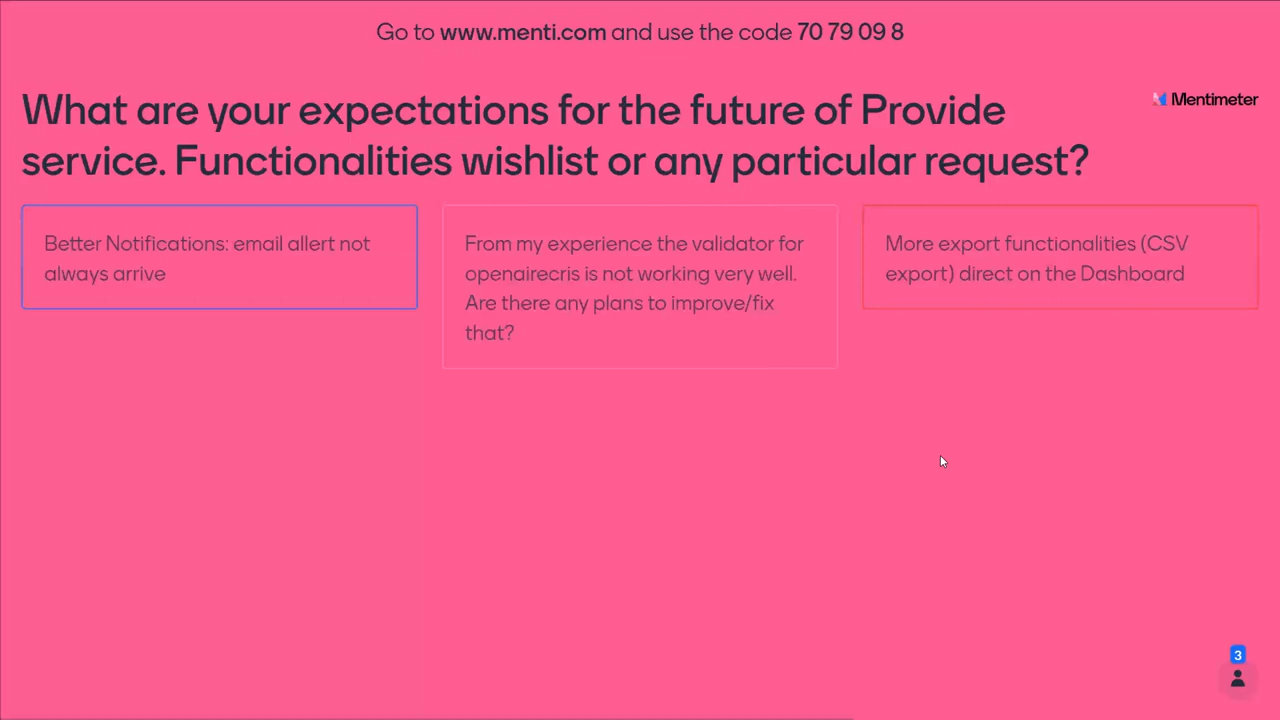 Go to www.menti.com and use the code 70 79 09 8
Mentimeter
What are your expectations for the future of Provide
service. Functionalities wishlist or any particular request?
Better Notifications: email allert not
always arrive
From my experience the validator for
openairecris is not working very well.
Are there any plans to improve/fix
that?
More export functionalities (CSV
export) direct on the Dashboard
3